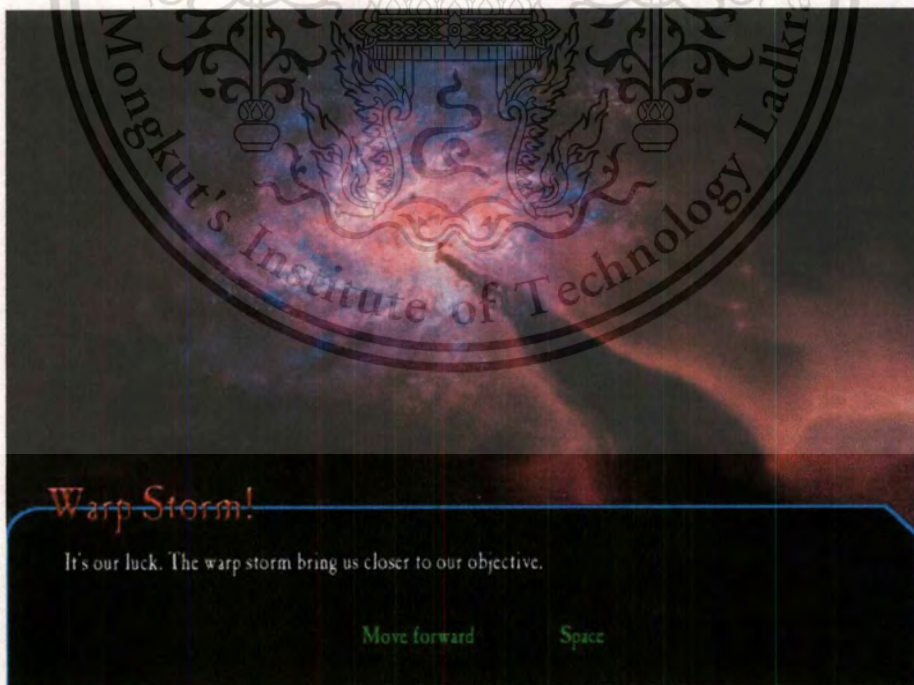 Mongkut's Institute of Technology Ladkr
Warp Storm!
It's our luck. The warp storm bring us closer to our objective.
Move forward Space